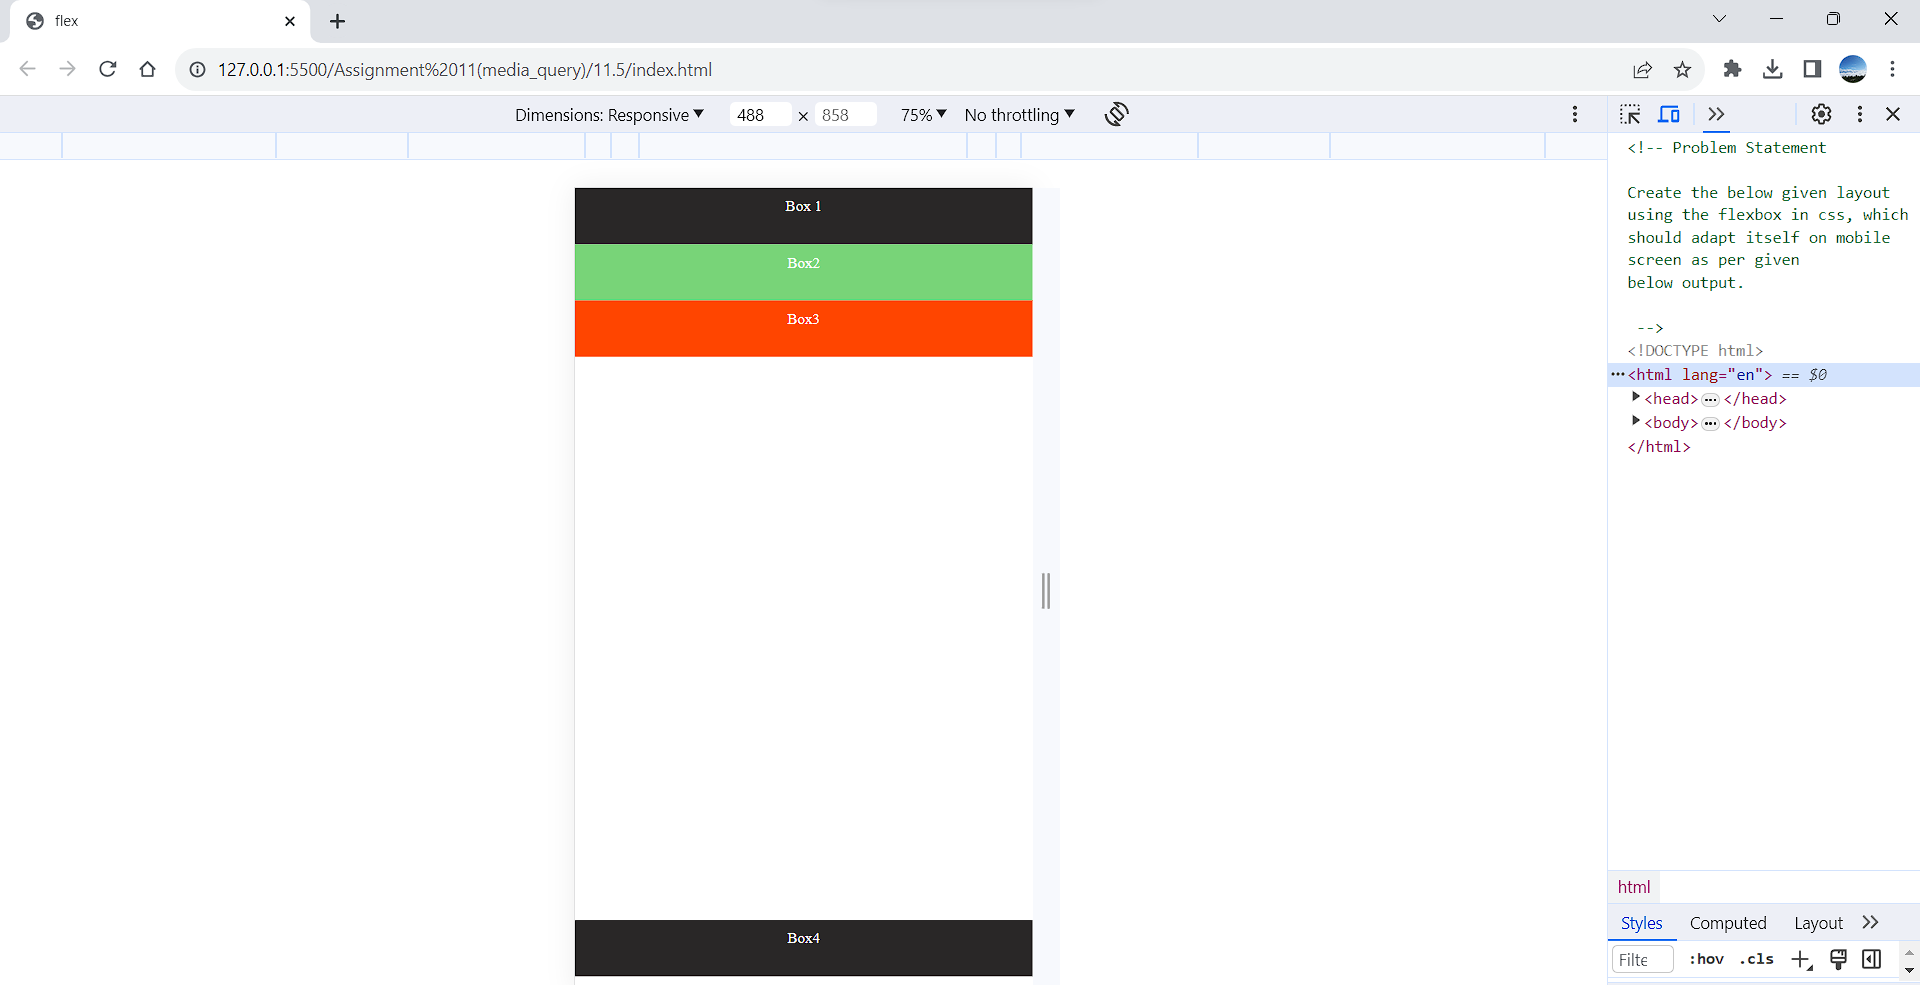 flex
127.0.0.1:5500/Assignment%2011(media_query)/11.5/index.html
Dimensions: Responsive 488 × 858 75% No throttling
Box 1
Box2
Box3
Box4
<!-- Problem Statement
Create the below given layout
using the flexbox in css, which
should adapt itself on mobile
screen as per given
below output.
-->
<!DOCTYPE html>
<html lang="en"> == $0
<head> </head>
<body> </body>
</html>
html
Styles Computed Layout
Filte :hov .cls